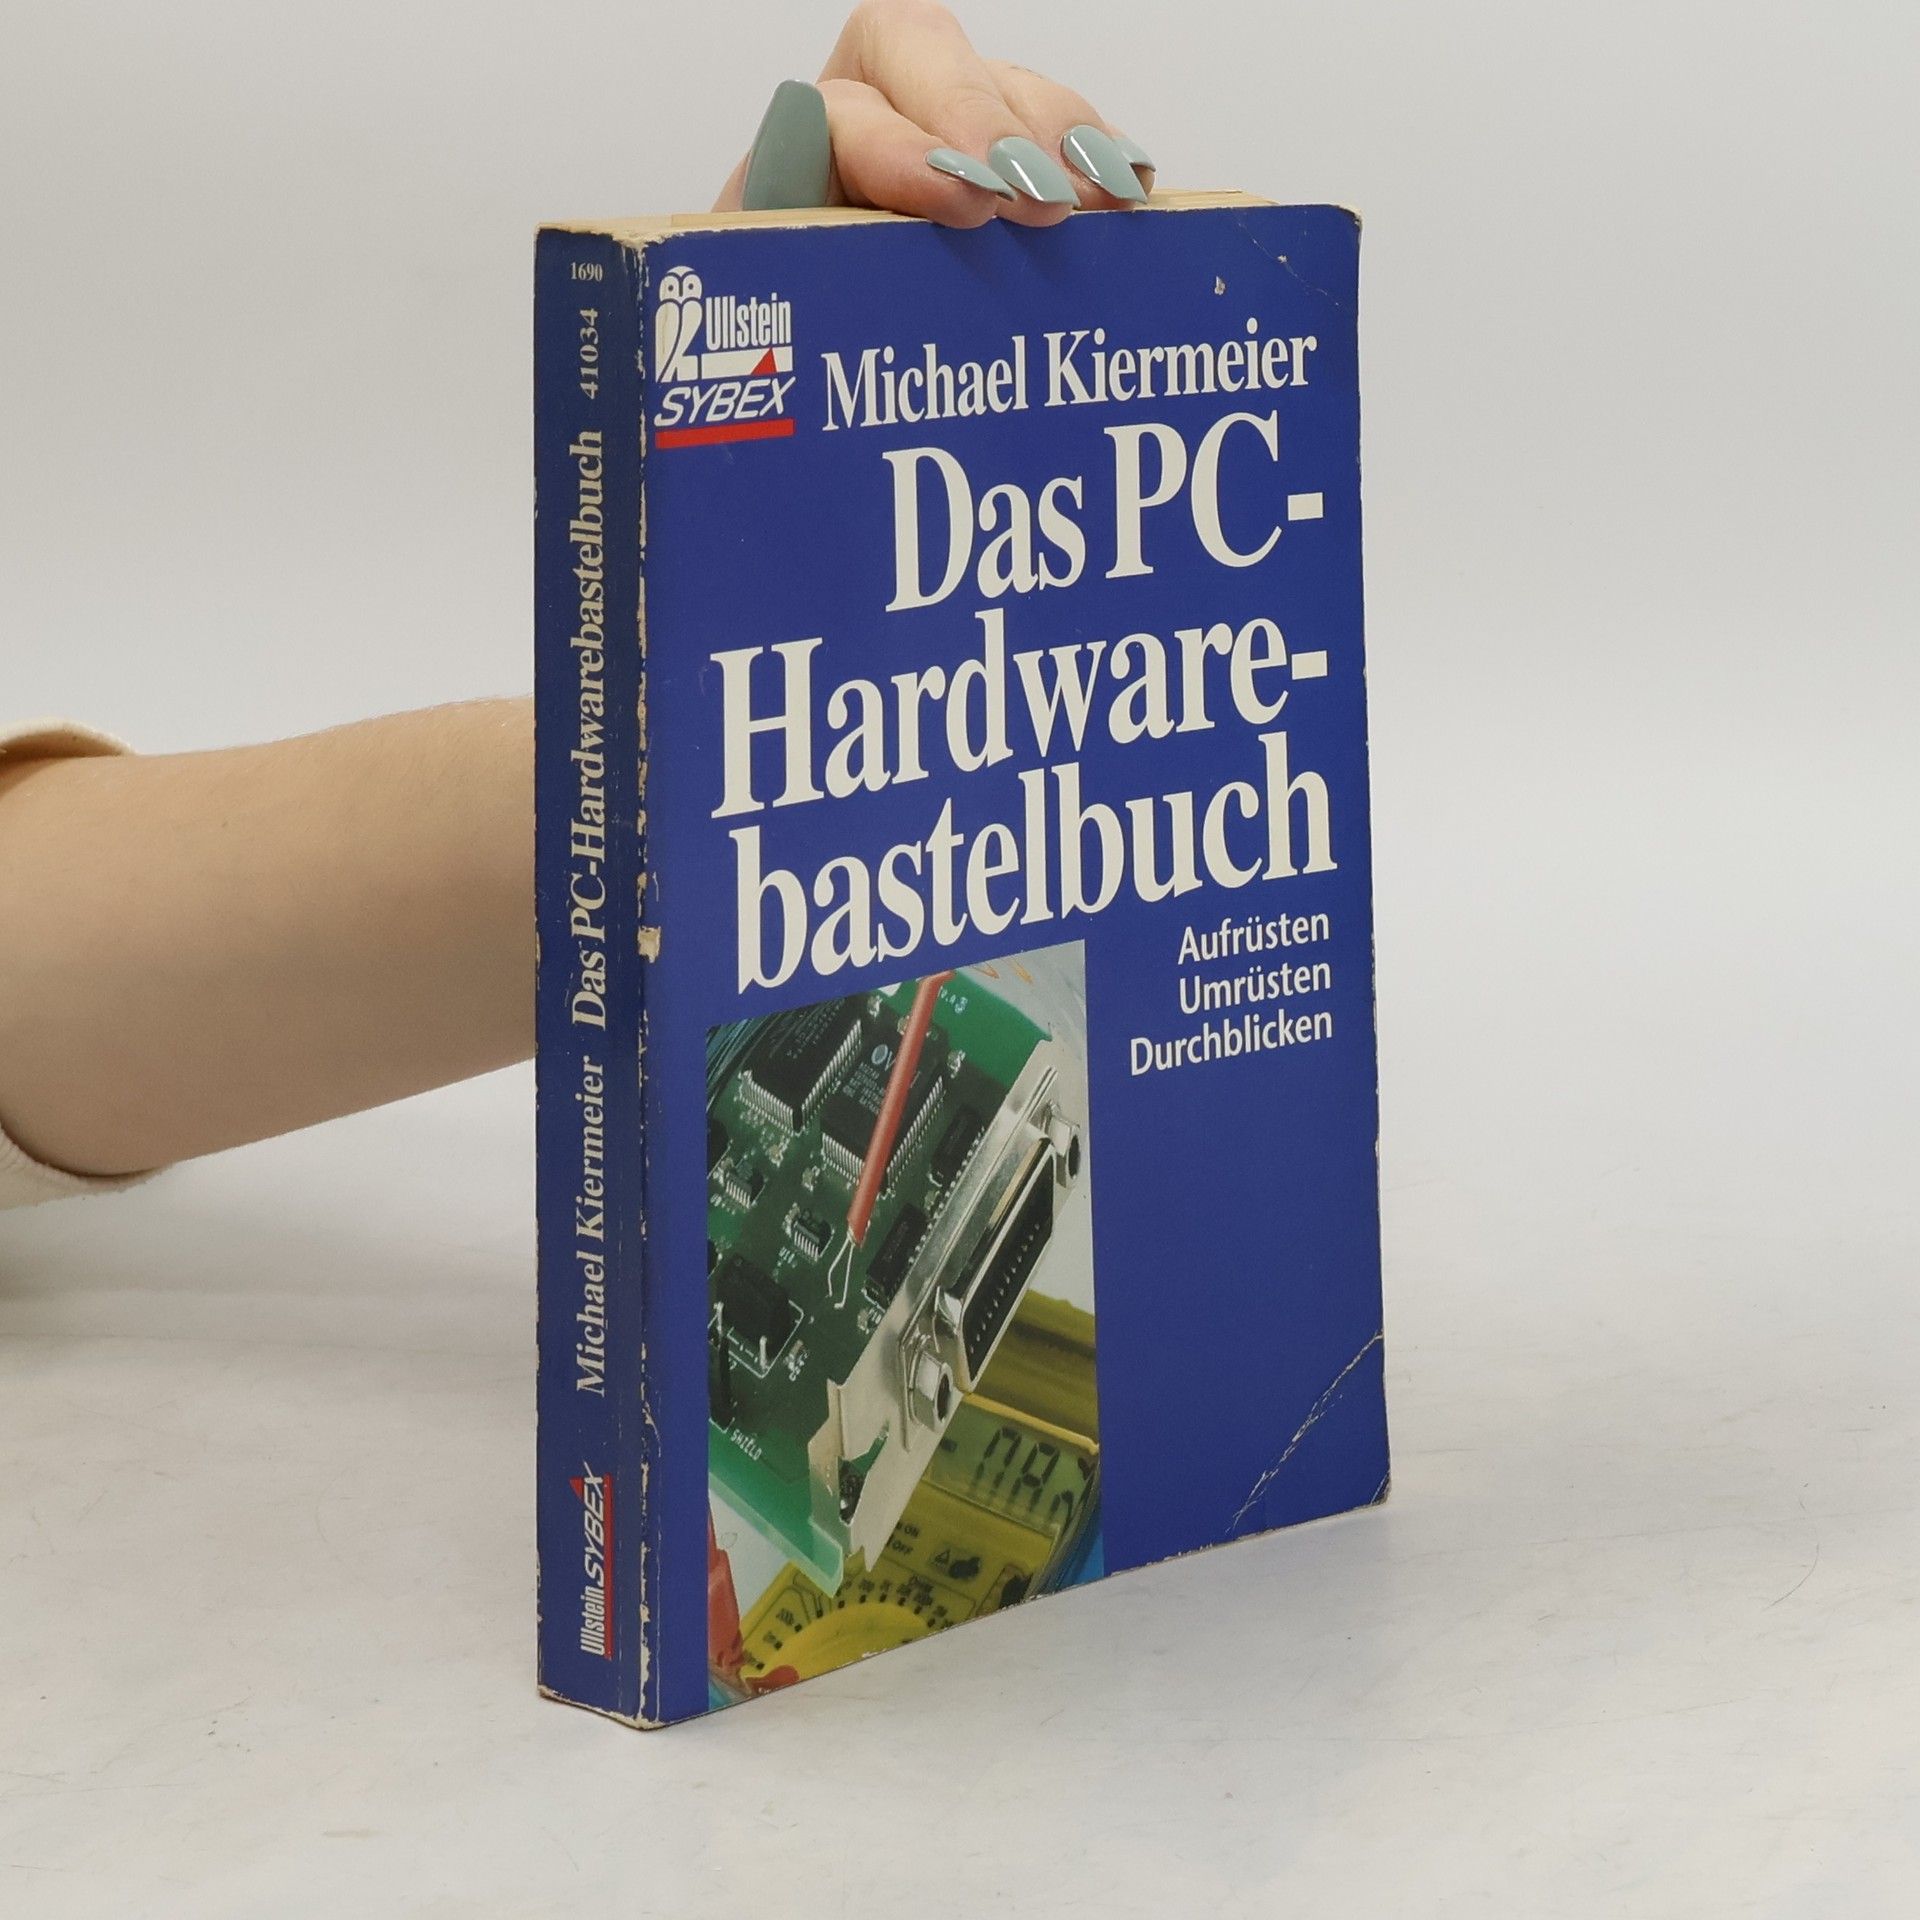 1690
41034
Michael Kiermeier Das PC-Hardwarebastelbuch
Ullstein SYBEX
Ullstein
SYBEX
Michael Kiermeier
Das PC-
Hardware-
bastelbuch
Aufrüsten
Umrüsten
Durchblicken
SHIELD